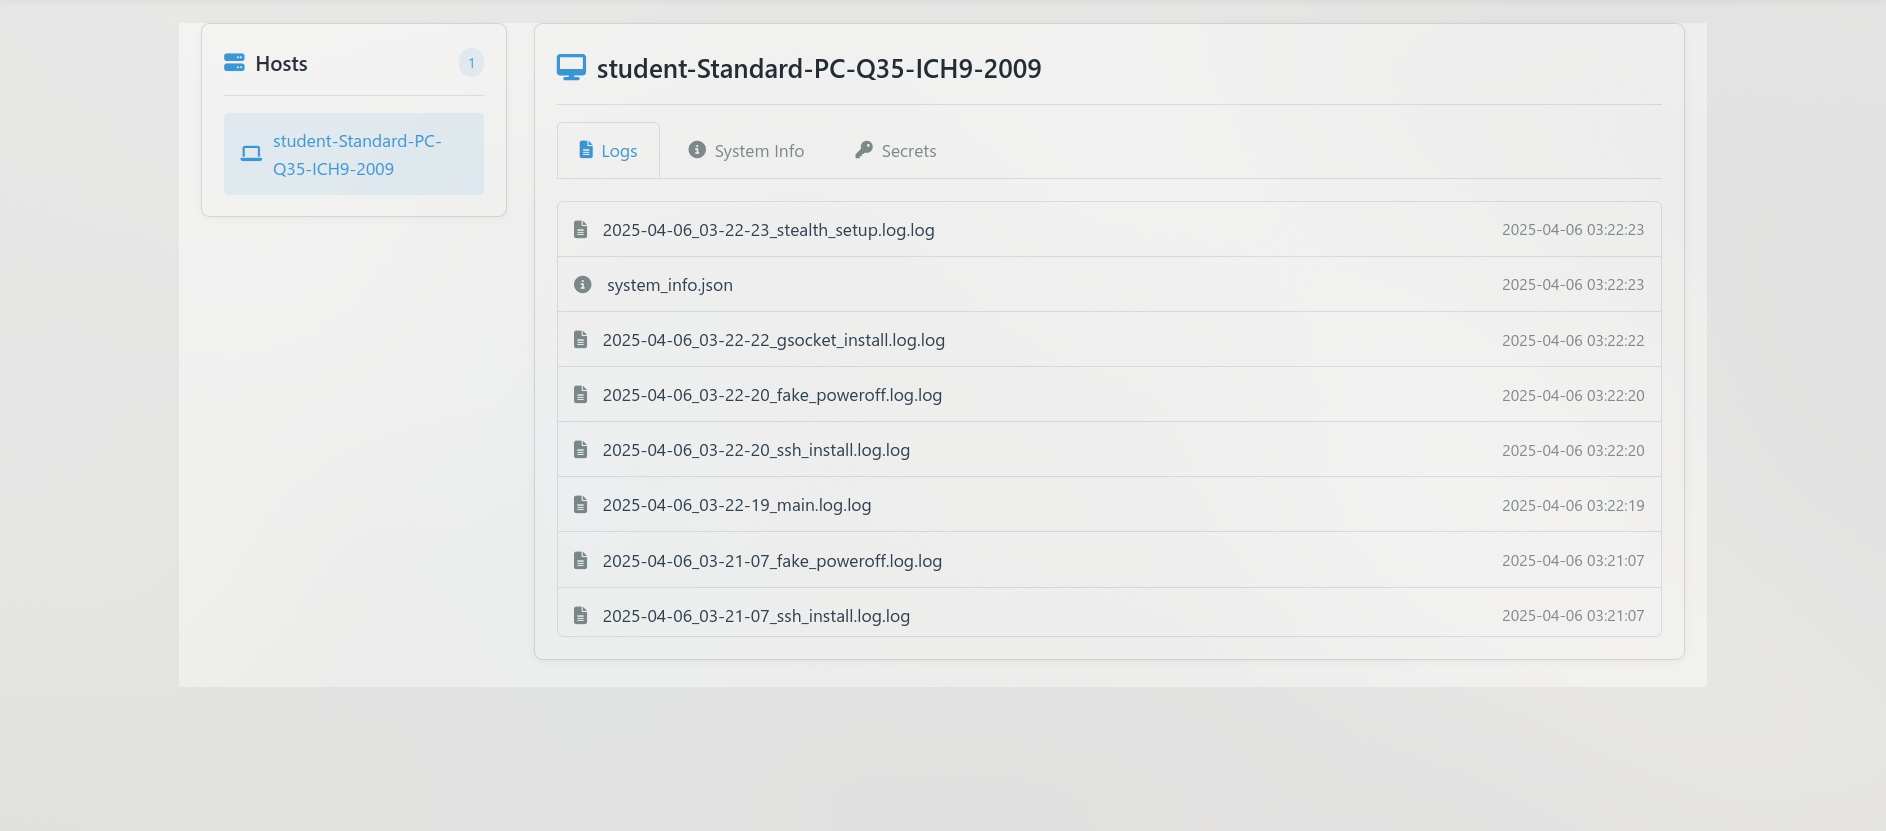 Hosts
1
student-Standard-PC-
Q35-ICH9-2009
student-Standard-PC-Q35-ICH9-2009
Logs
System Info
Secrets
2025-04-06_03-22-23_stealth_setup.log.log 2025-04-06 03:22:23
system_info.json 2025-04-06 03:22:23
2025-04-06_03-22-22_gsocket_install.log.log 2025-04-06 03:22:22
2025-04-06_03-22-20_fake_poweroff.log.log 2025-04-06 03:22:20
2025-04-06_03-22-20_ssh_install.log.log 2025-04-06 03:22:20
2025-04-06_03-22-19_main.log.log 2025-04-06 03:22:19
2025-04-06_03-21-07_fake_poweroff.log.log 2025-04-06 03:21:07
2025-04-06_03-21-07_ssh_install.log.log 2025-04-06 03:21:07